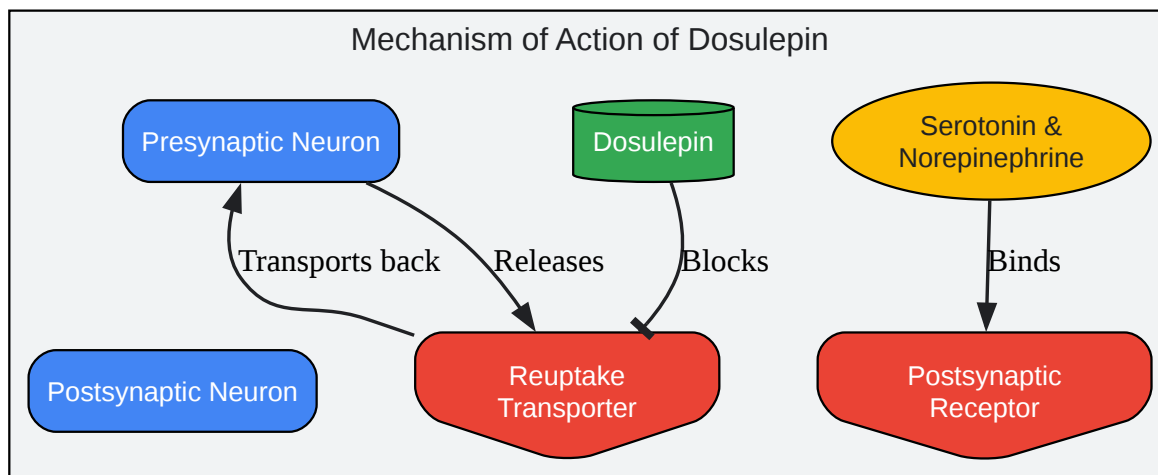 Mechanism of Action of Dosulepin
Presynaptic Neuron
Dosulepin
Serotonin &
Norepinephrine
Transports back
Releases
Blocks
Binds
Postsynaptic Neuron
Reuptake
Transporter
Postsynaptic
Receptor